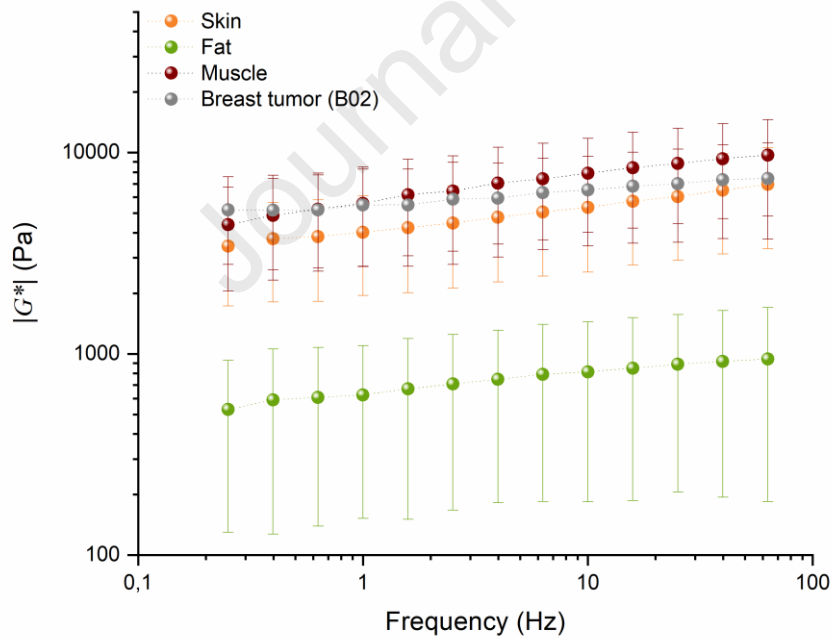 Journal
Skin
Fat
Muscle
Breast tumor (B02)
10000
1000
100
|G*| (Pa)
0,1
1
10
100
Frequency (Hz)